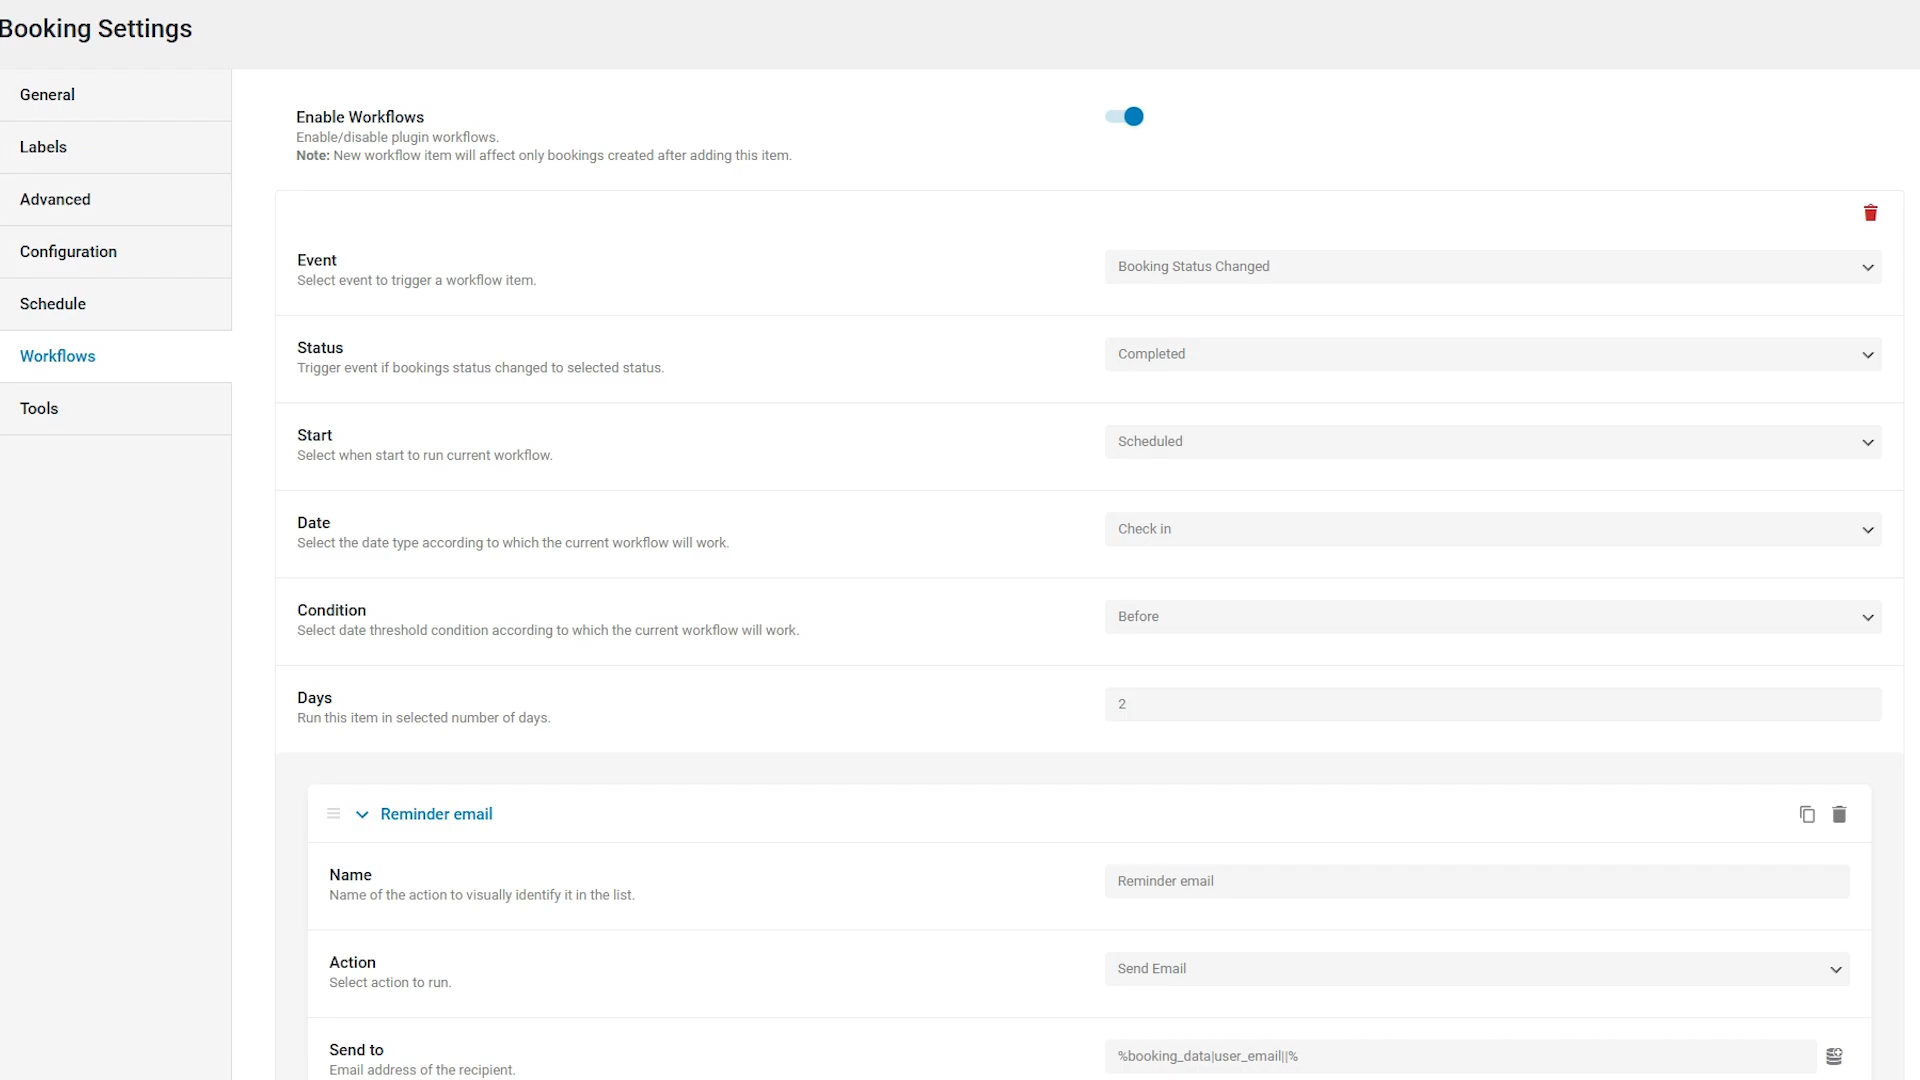 Booking Settings
General
Labels
Advanced
Configuration
Schedule
Workflows
Tools
Enable Workflows
Enable/disable plugin workflows.
Note: New workflow item will affect only bookings created after adding this item.
Event
Select event to trigger a workflow item.
Booking Status Changed
Status
Trigger event if bookings status changed to selected status.
Completed
Start
Select when start to run current workflow.
Scheduled
Date
Select the date type according to which the current workflow will work.
Check in
Condition
Select date threshold condition according to which the current workflow will work.
Before
Days
Run this item in selected number of days.
2
Reminder email
Name
Name of the action to visually identify it in the list.
Reminder email
Action
Select action to run.
Send Email
Send to
Email address of the recipient.
%booking_data|user_email||%